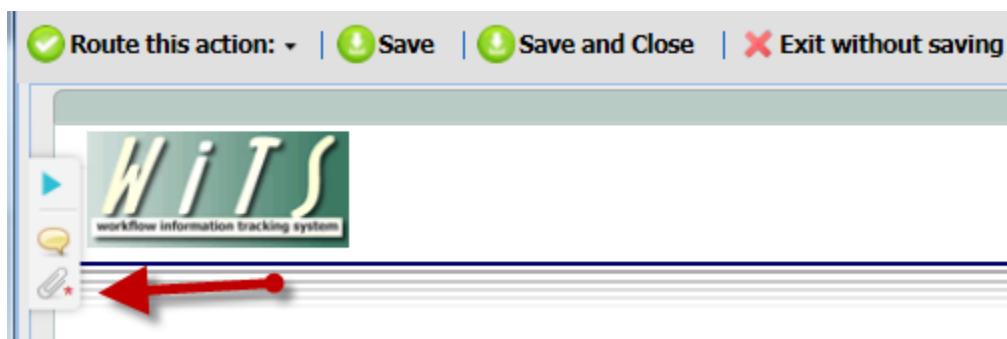 Route this action: Save Save and Close Exit without saving
WiTS
workflow information tracking system